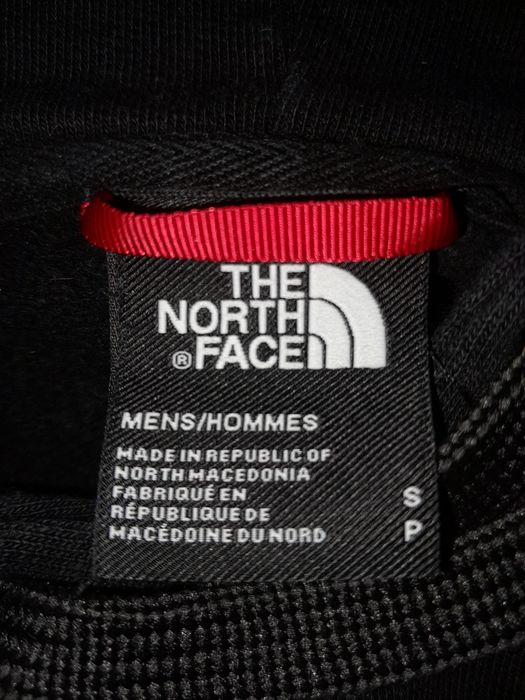 THE
NORTH
® FACE
MENS/HOMMES
MADE IN REPUBLIC OF
NORTH MACEDONIA
FABRIQUÉ EN
RÉPUBLIQUE DE
MACÉDOINE DU NORD
S
P